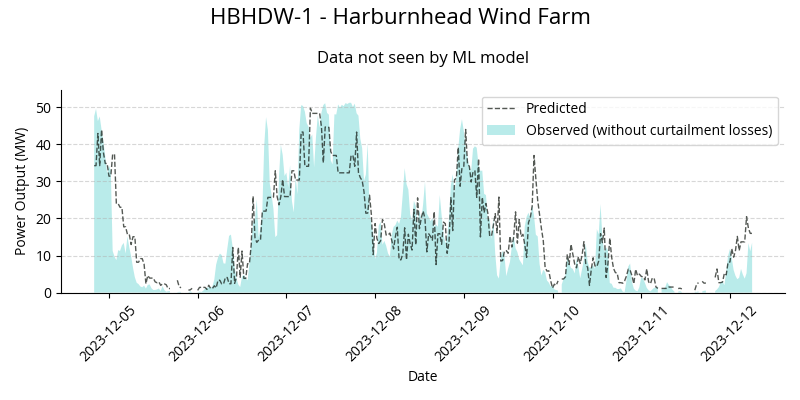 HBHDW-1 - Harburnhead Wind Farm
Data not seen by ML model
Predicted
Observed (without curtailment losses)
Power Output (MW)
50
40
30
20
10
0
2023-12-05
2023-12-06
2023-12-07
2023-12-08
2023-12-09
2023-12-10
2023-12-11
2023-12-12
Date